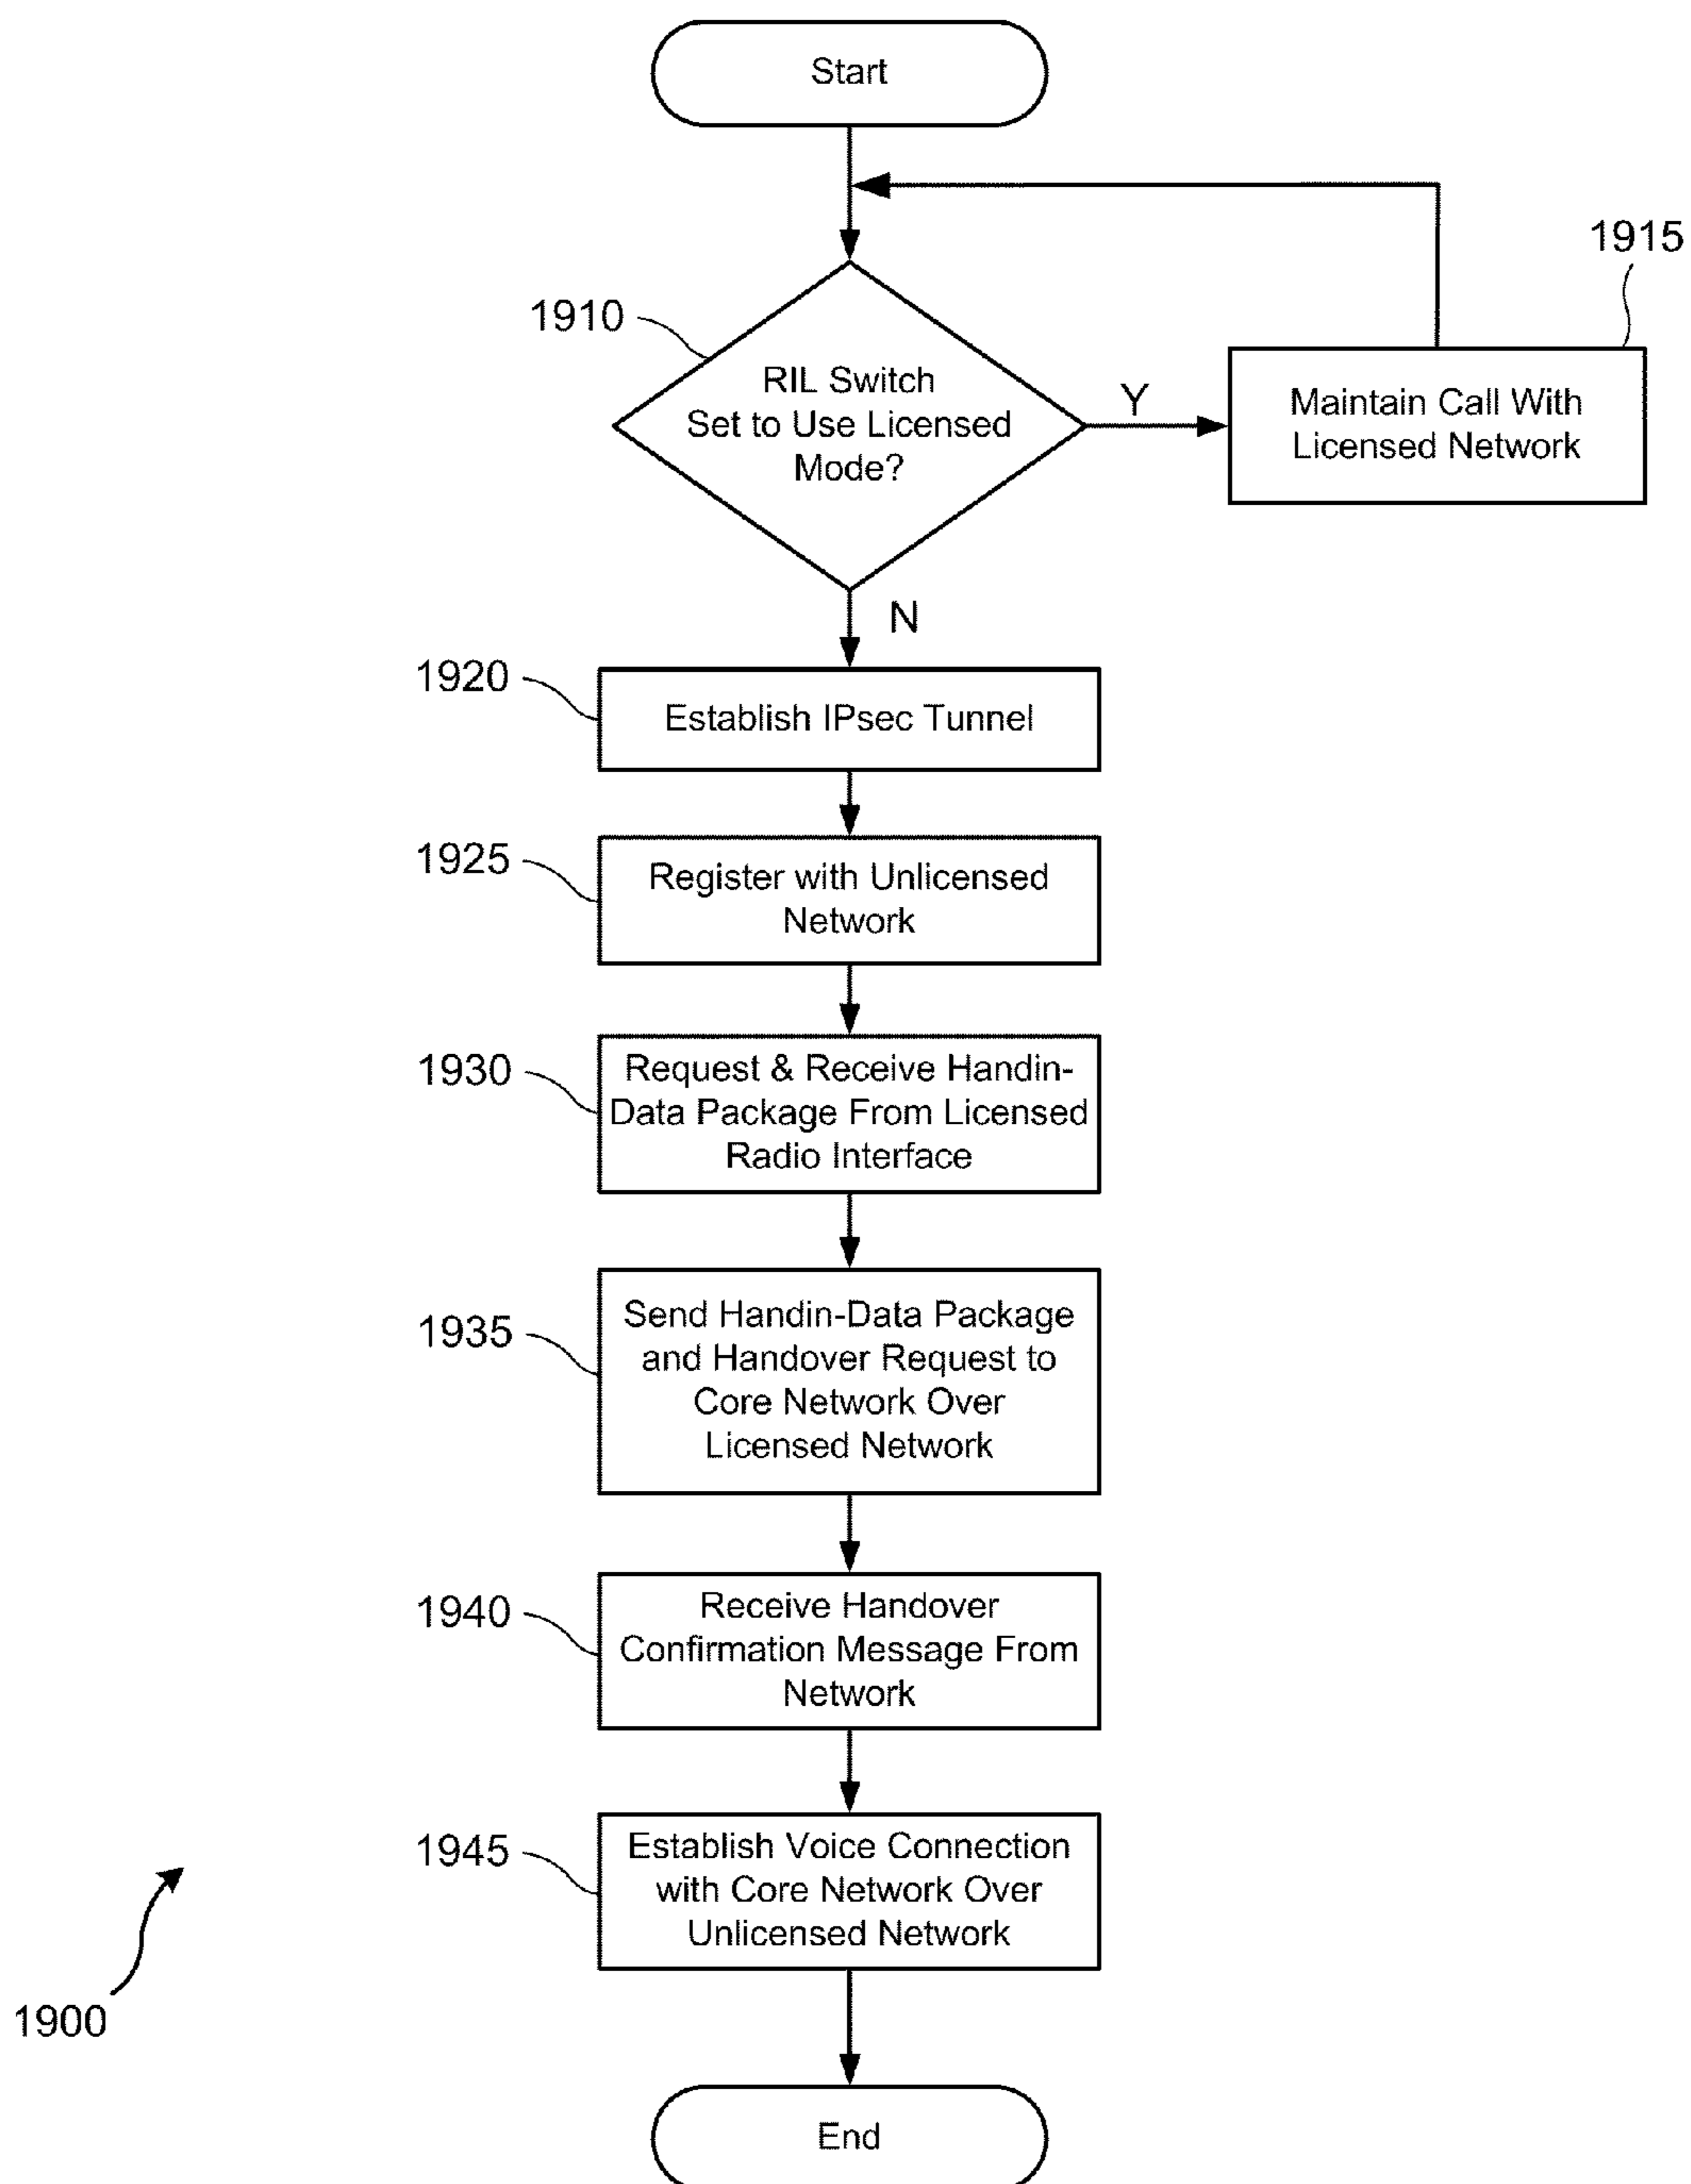 Start
1915
1910
RIL Switch
Set to Use Licensed
Mode?
Y
Maintain Call With
Licensed Network
N
1920
Establish IPsec Tunnel
1925
Register with Unlicensed
Network
1930
Request & Receive Handin-
Data Package From Licensed
Radio Interface
1935
Send Handin-Data Package
and Handover Request to
Core Network Over
Licensed Network
1940
Receive Handover
Confirmation Message From
Network
1945
Establish Voice Connection
with Core Network Over
Unlicensed Network
1900
End